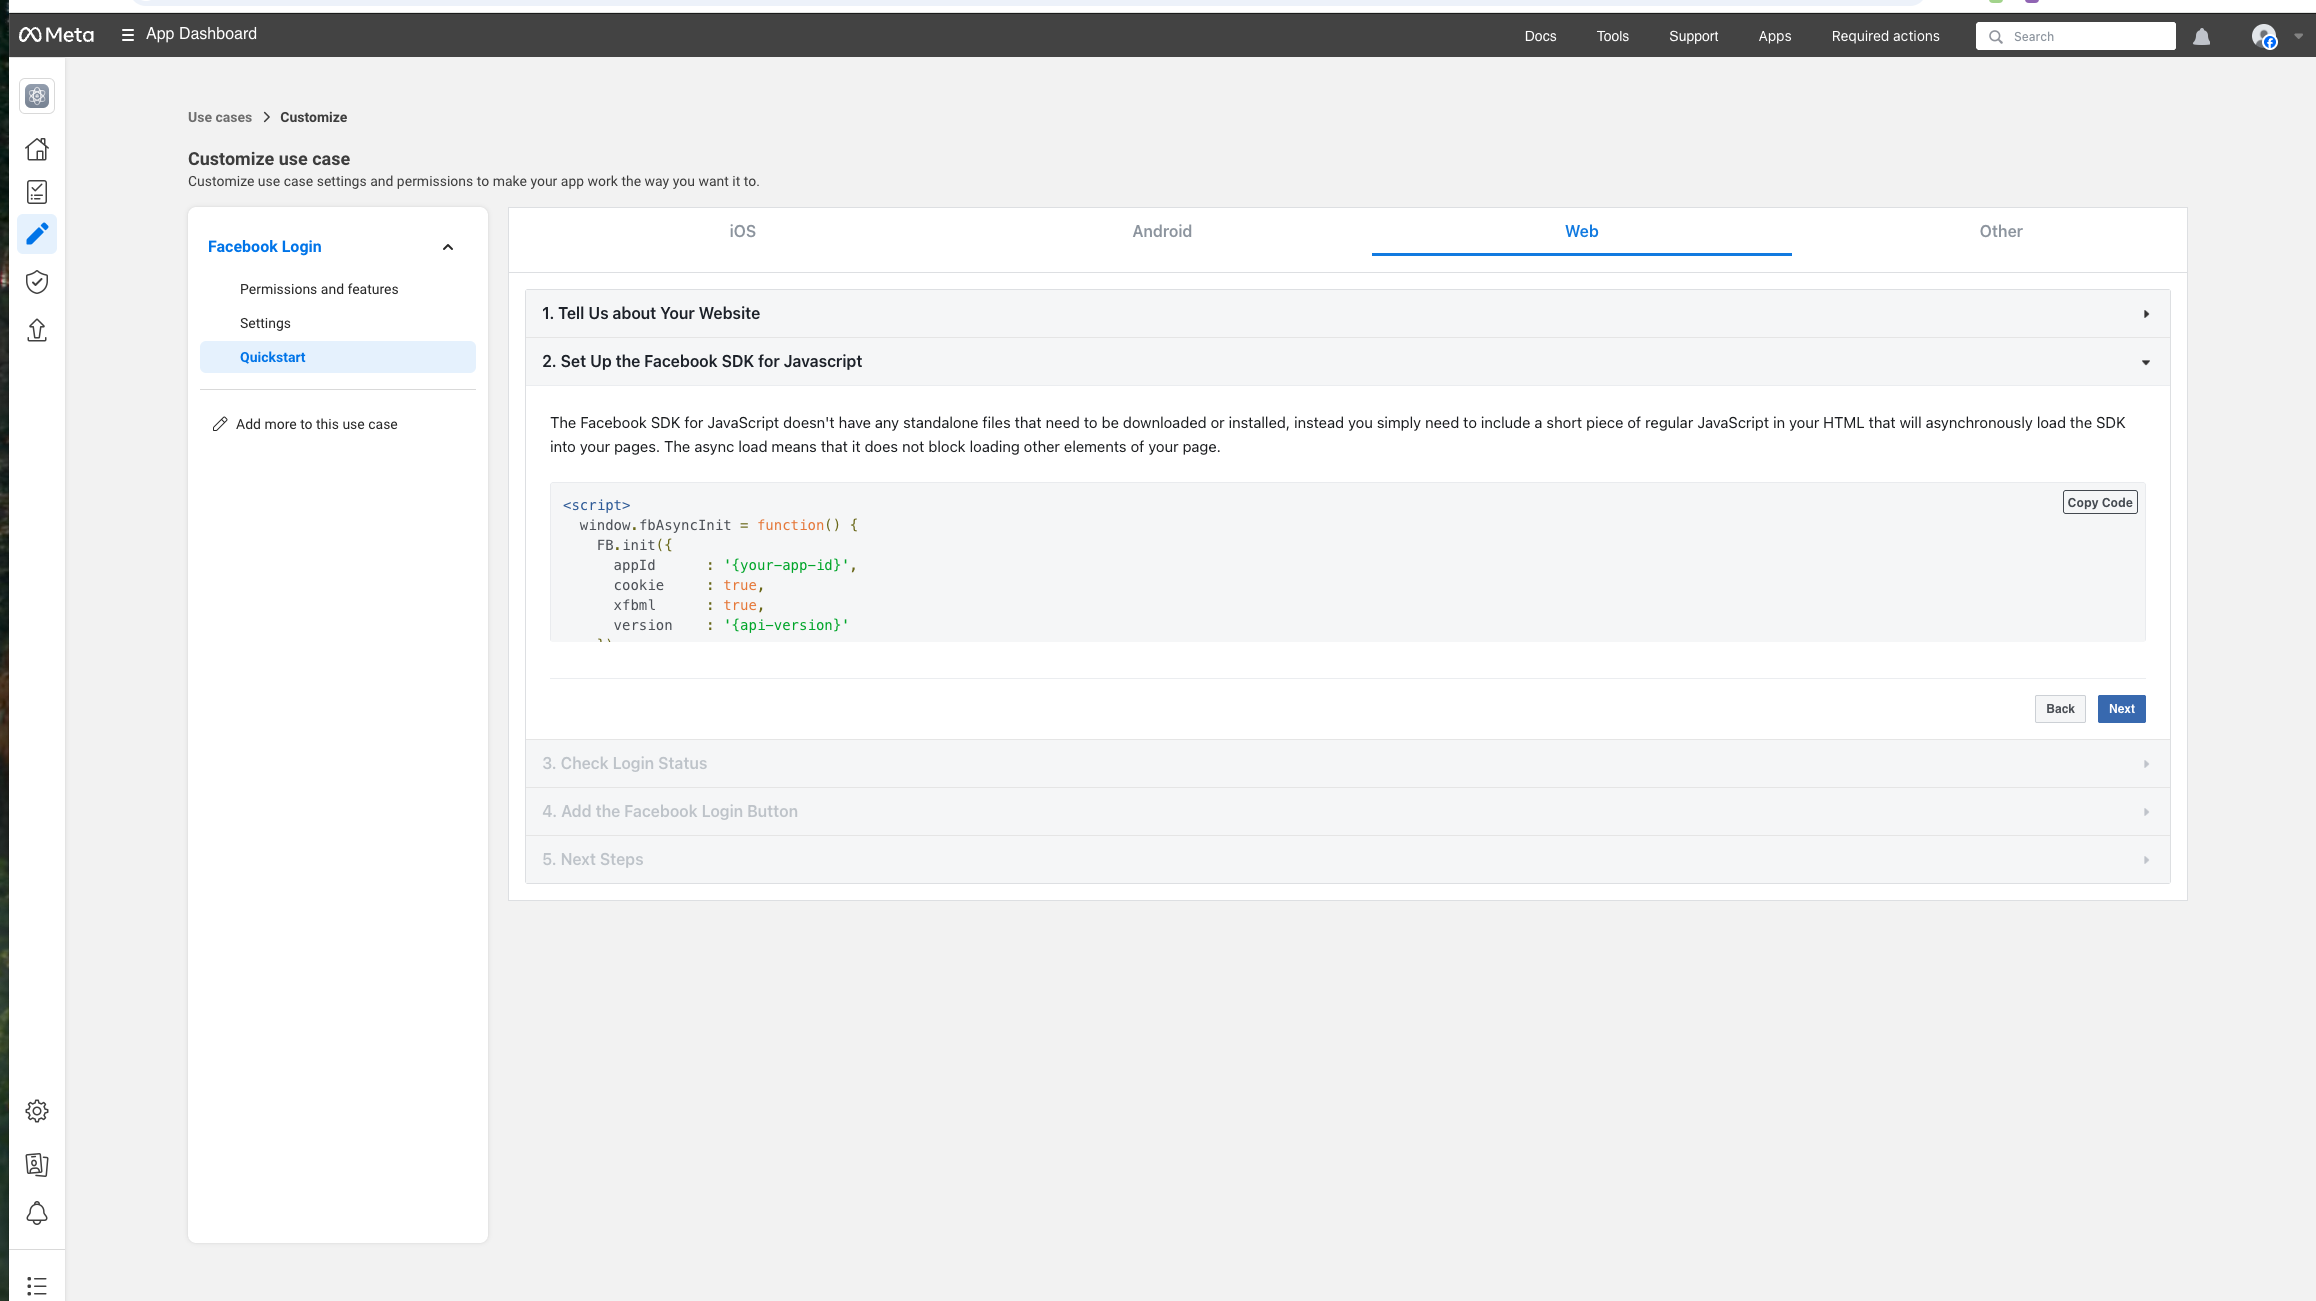 Meta
App Dashboard
Docs
Tools
Support
Apps
Required actions
Search
Use cases
Customize
Customize use case
Customize use case settings and permissions to make your app work the way you want it to.
Facebook Login
Permissions and features
Settings
Quickstart
Add more to this use case
iOS
Android
Web
Other
1. Tell Us about Your Website
2. Set Up the Facebook SDK for Javascript
The Facebook SDK for JavaScript doesn't have any standalone files that need to be downloaded or installed, instead you simply need to include a short piece of regular JavaScript in your HTML that will asynchronously load the SDK
into your pages. The async load means that it does not block loading other elements of your page.
Copy Code
<script>
window.fbAsyncInit = function() {
FB.init({
appId : '{your-app-id}',
cookie : true,
xfbml : true,
version : '{api-version}'
Back
Next
3. Check Login Status
4. Add the Facebook Login Button
5. Next Steps